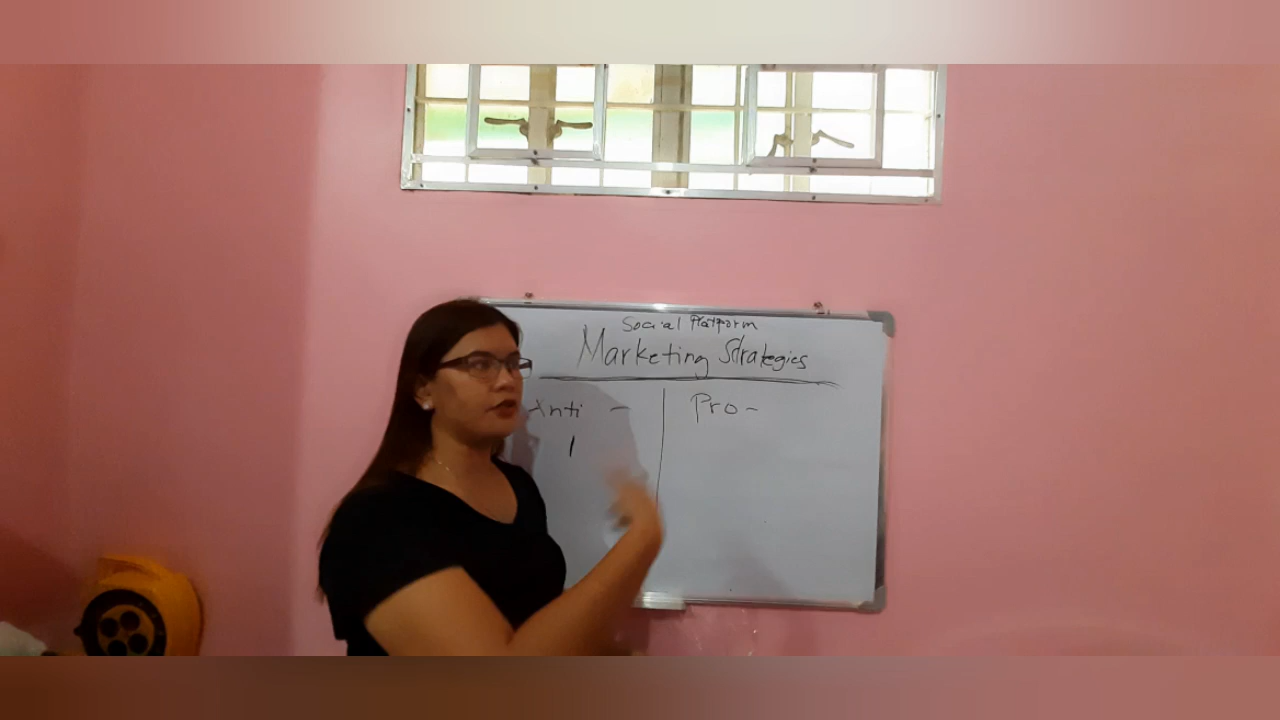 Social Platform
Marketing Strategies
Anti - Pro -
1